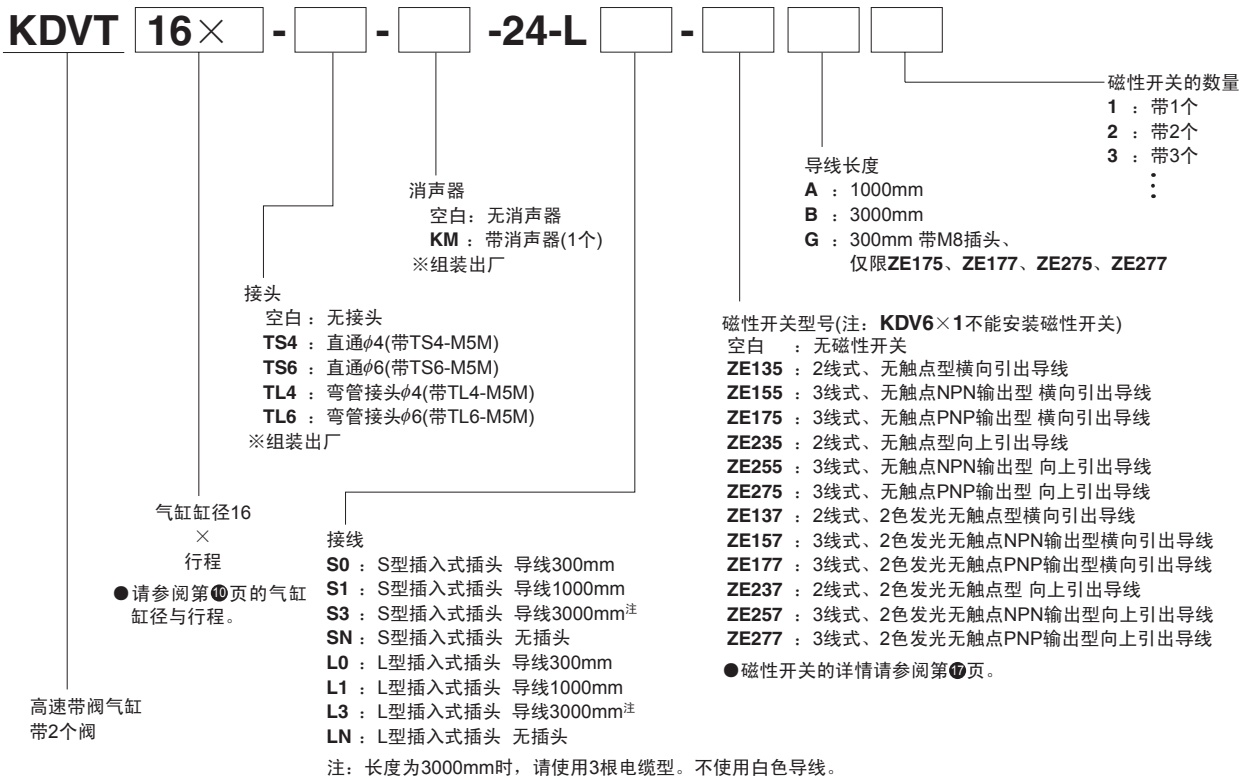 KDVT 16× - - -24-L -
磁性开关的数量
1 ：带1个
2 ：带2个
3 ：带3个
导线长度
A ：1000mm
B ：3000mm
G ：300mm 带M8插头、
仅限ZE175、ZE177、ZE275、ZE277
消声器
空白：无消声器
KM ：带消声器(1个)
※组装出厂
接头
空白：无接头
TS4 ：直通φ4(带TS4-M5M)
TS6 ：直通φ6(带TS6-M5M)
TL4 ：弯管接头φ4(带TL4-M5M)
TL6 ：弯管接头φ6(带TL6-M5M)
※组装出厂
磁性开关型号(注：KDV6×1不能安装磁性开关)
空白 ：无磁性开关
ZE135 ：2线式、无触点型横向引出导线
ZE155 ：3线式、无触点NPN输出型 横向引出导线
ZE175 ：3线式、无触点PNP输出型 横向引出导线
ZE235 ：2线式、无触点型向上引出导线
ZE255 ：3线式、无触点NPN输出型 向上引出导线
ZE275 ：3线式、无触点PNP输出型 向上引出导线
ZE137 ：2线式、2色发光无触点型横向引出导线
ZE157 ：3线式、2色发光无触点NPN输出型横向引出导线
ZE177 ：3线式、2色发光无触点PNP输出型横向引出导线
ZE237 ：2线式、2色发光无触点型 向上引出导线
ZE257 ：3线式、2色发光无触点NPN输出型向上引出导线
ZE277 ：3线式、2色发光无触点PNP输出型向上引出导线
●磁性开关的详情请参阅第⓱页。
气缸缸径16
×
行程
●请参阅第❿页的气缸
缸径与行程。
接线
S0 ：S型插入式插头 导线300mm
S1 ：S型插入式插头 导线1000mm
S3 ：S型插入式插头 导线3000mm注
SN ：S型插入式插头 无插头
L0 ：L型插入式插头 导线300mm
L1 ：L型插入式插头 导线1000mm
L3 ：L型插入式插头 导线3000mm注
LN ：L型插入式插头 无插头
注：长度为3000mm时，请使用3根电缆型。不使用白色导线。
高速带阀气缸
带2个阀